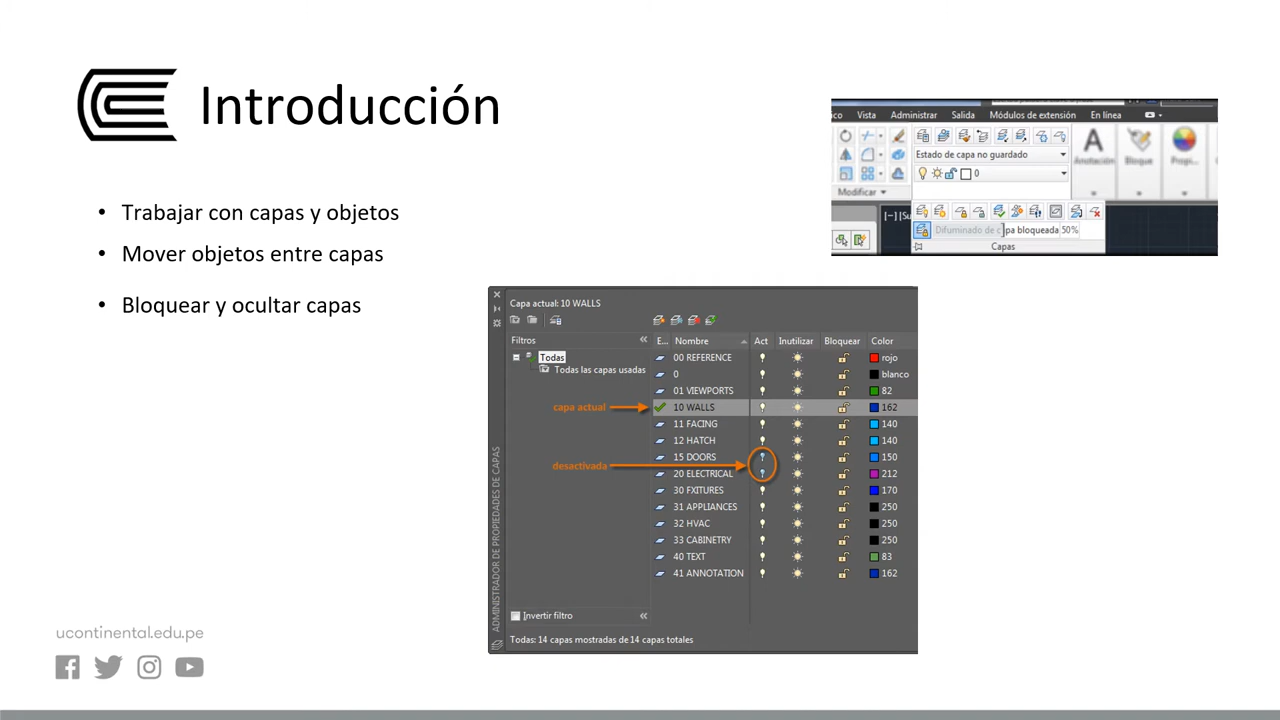 Introducción
• Trabajar con capas y objetos
• Mover objetos entre capas
• Bloquear y ocultar capas
Vista Administrar Salida Módulos de extensión En línea
Estado de capa no guardado
0
Anotación Bloque Propi...
Modificar
[−]
Difuminado de c pa bloqueada 50%
Capas
Capa actual: 10 WALLS
Filtros
Todas
Todas las capas usadas
E... Nombre Act Inutilizar Bloquear Color
00 REFERENCE rojo
0 blanco
01 VIEWPORTS 82
capa actual 10 WALLS 162
11 FACING 140
12 HATCH 140
15 DOORS 150
desactivada
20 ELECTRICAL 212
30 FXITURES 170
31 APPLIANCES 250
32 HVAC 250
33 CABINETRY 250
40 TEXT 83
41 ANNOTATION 162
Invertir filtro
Todas: 14 capas mostradas de 14 capas totales
ADMINISTRADOR DE PROPIEDADES DE CAPAS
ucontinental.edu.pe